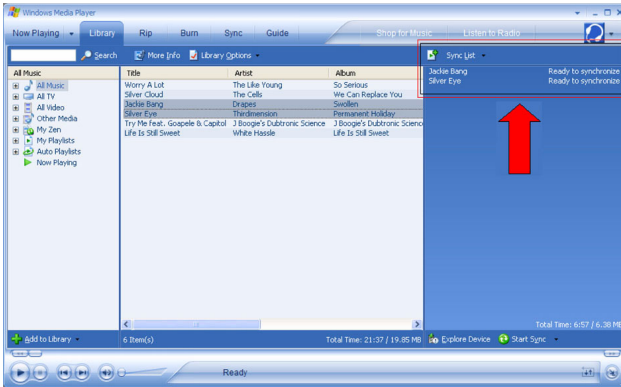 Windows Media Player
Now Playing Library Rip Burn Sync Guide Shop for Music Listen to Radio
Search More Info Library Options Sync List
All Music Title Artist Album Jackie Bang Ready to synchronize
All Music Worry A Lot The Like Young So Serious Silver Eye Ready to synchronize
All TV Silver Cloud The Cells We Can Replace You
All Video Jackie Bang Drapes Swollen
Other Media Silver Eye Thirdimension Permanent Holiday
My Zen Try Me feat. Goapele & Capitol J Boogie's Dubtronic Science J Boogie's Dubtronic Scienc
My Playlists Life Is Still Sweet White Hassle Life Is Still Sweet
Auto Playlists
Now Playing
Total Time: 6:57 / 6.38 MB
Add to Library 6 Item(s) Total Time: 21:37 / 19.85 MB Explore Device Start Sync
Ready